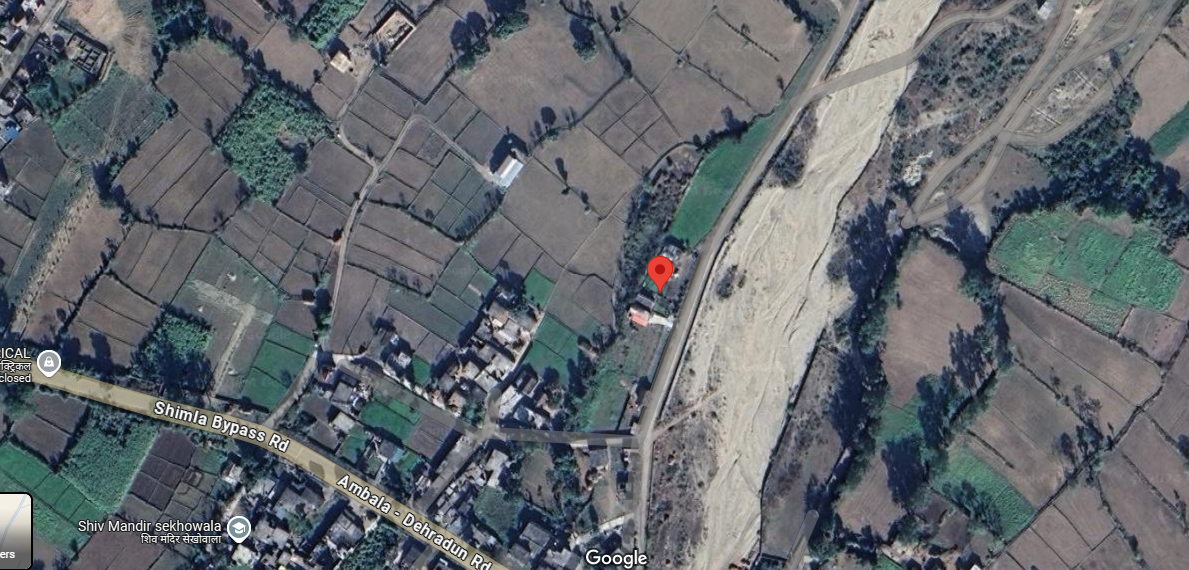 ICAL
क्ट्रिकल
closed
Shimla Bypass Rd
Ambala - Dehradun Rd
Shiv Mandir sekhowala
शिव मंदिर सेखोवाला
ers
Google